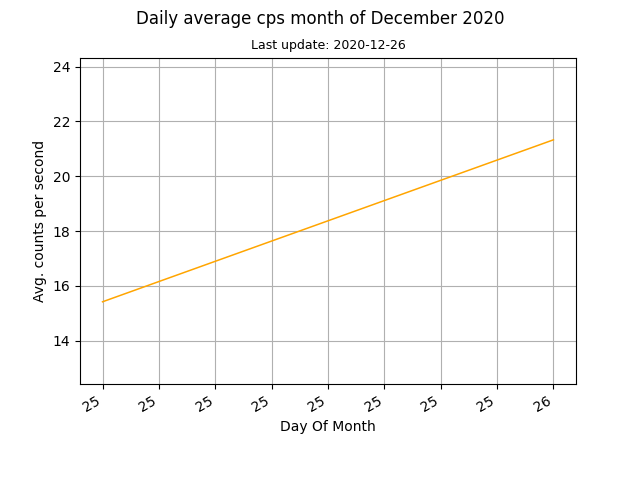 Daily average cps month of December 2020
Last update: 2020-12-26
24
22
20
18
16
14
Avg. counts per second
25 25 25 25 25 25 25 25 26
Day Of Month